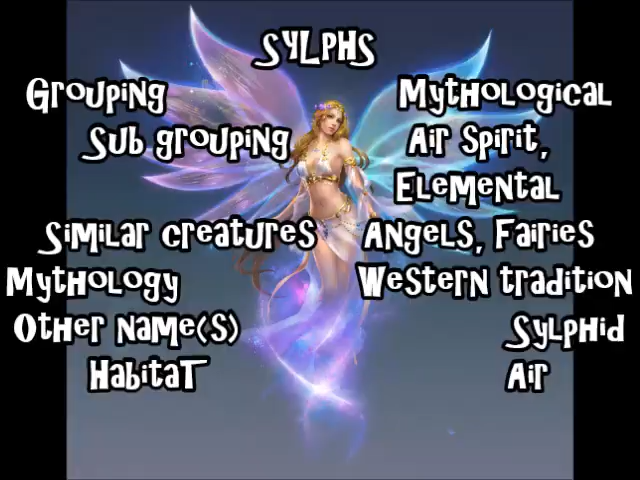 Sylphs
Grouping Mythological
Sub grouping Air Spirit,
Elemental
Similar creatures Angels, Fairies
Mythology Western tradition
Other name(s) Sylphid
Habitat Air